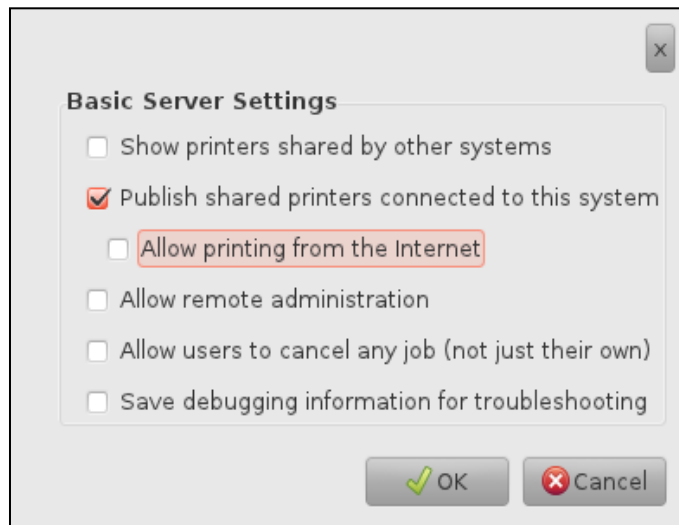 x
Basic Server Settings
Show printers shared by other systems
Publish shared printers connected to this system
Allow printing from the Internet
Allow remote administration
Allow users to cancel any job (not just their own)
Save debugging information for troubleshooting
OK Cancel